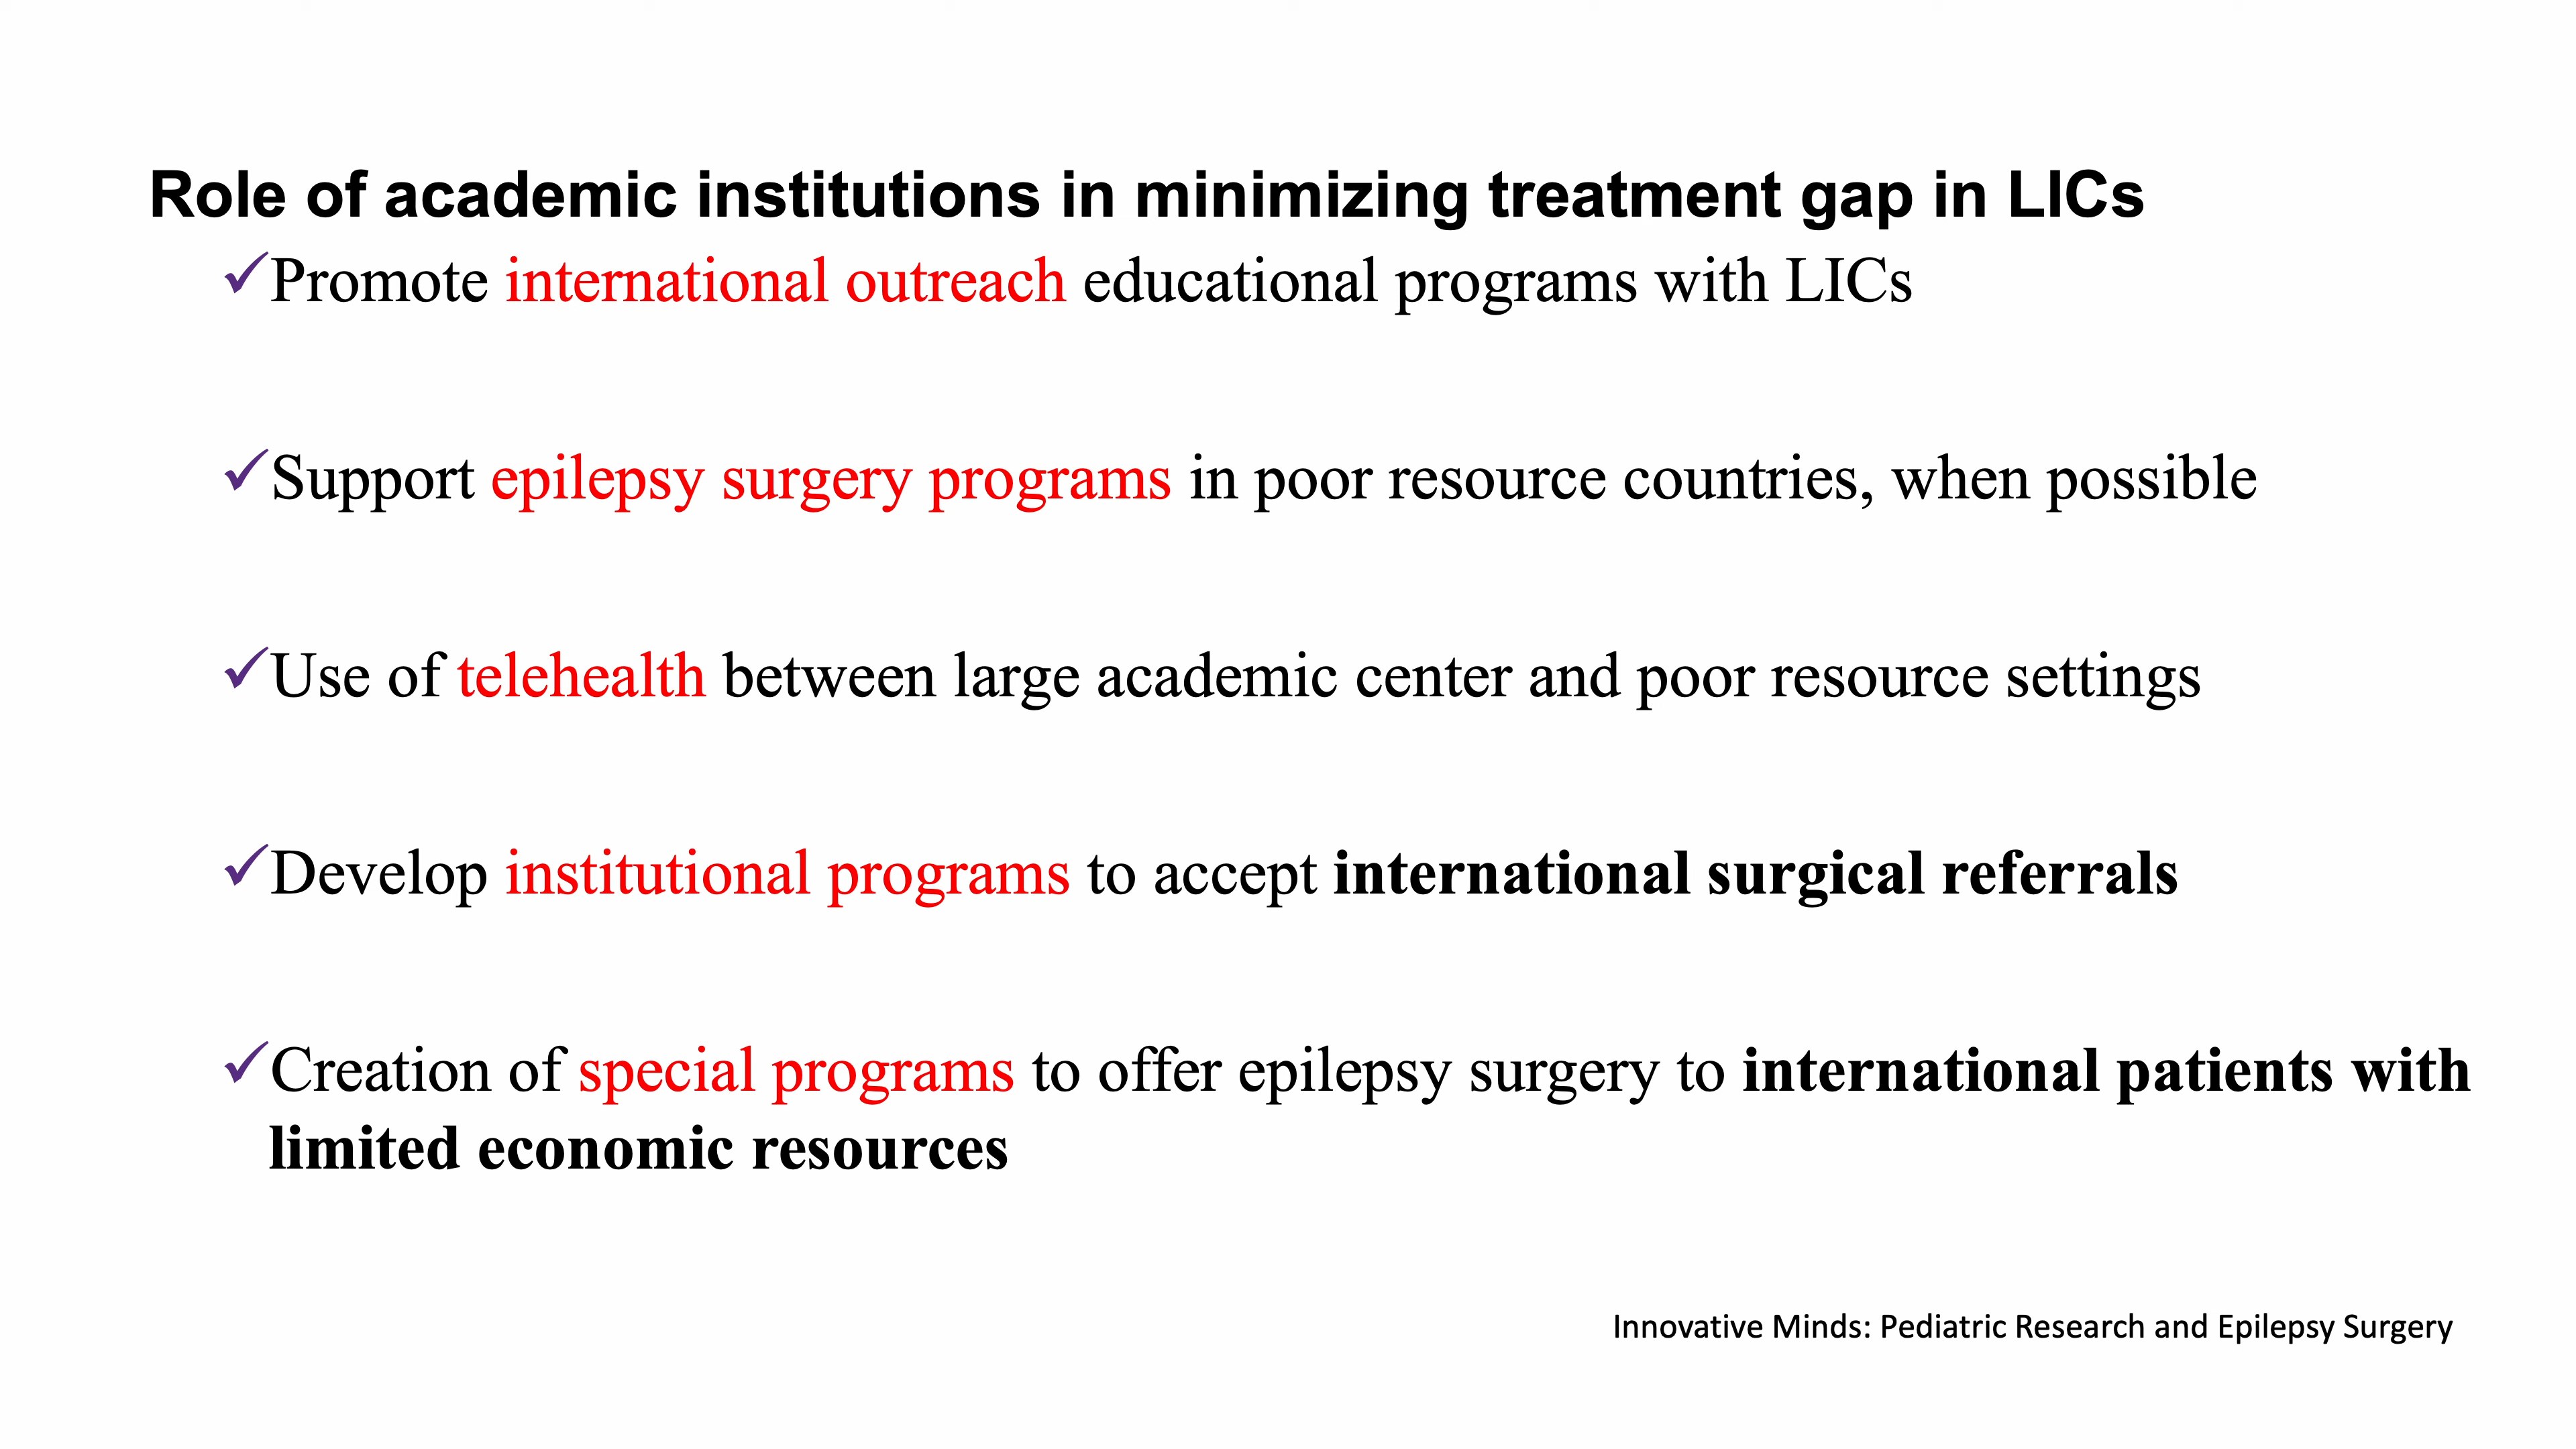 Role of academic institutions in minimizing treatment gap in LICs
✓Promote international outreach educational programs with LICs
✓Support epilepsy surgery programs in poor resource countries, when possible
✓Use of telehealth between large academic center and poor resource settings
✓Develop institutional programs to accept international surgical referrals
✓Creation of special programs to offer epilepsy surgery to international patients with
limited economic resources
Innovative Minds: Pediatric Research and Epilepsy Surgery